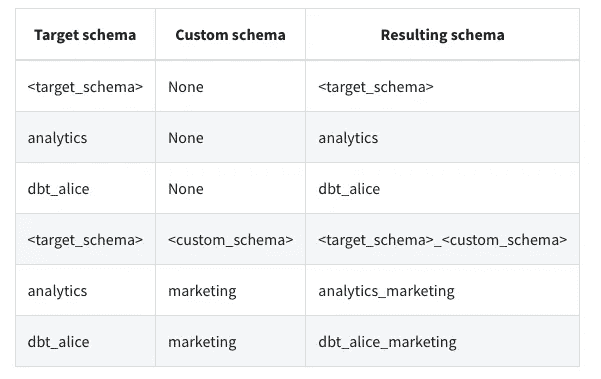 Target schema Custom schema Resulting schema
<target_schema> None <target_schema>
analytics None analytics
dbt_alice None dbt_alice
<target_schema> <custom_schema> <target_schema>_<custom_schema>
analytics marketing analytics_marketing
dbt_alice marketing dbt_alice_marketing